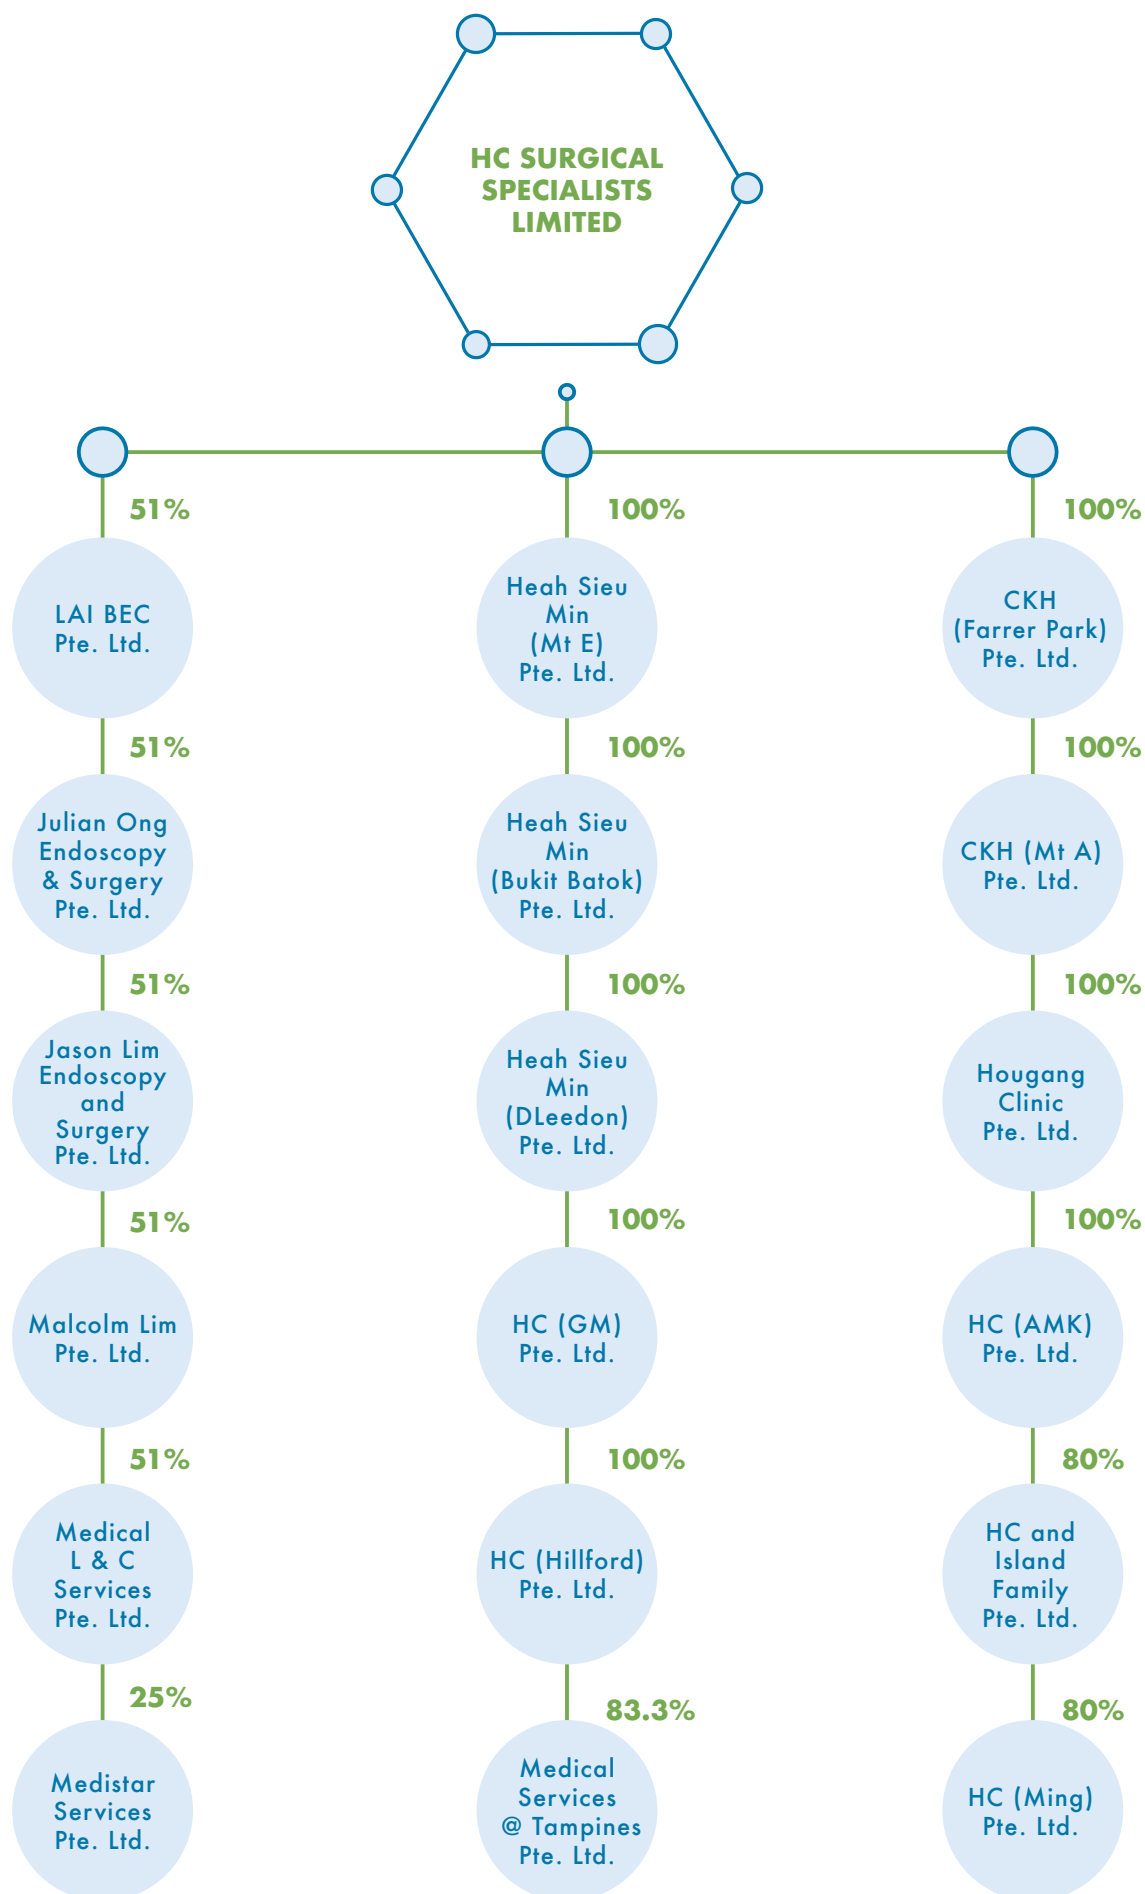 HC SURGICAL
SPECIALISTS
LIMITED
51%
LAI BEC
Pte. Ltd.
51%
Julian Ong
Endoscopy
& Surgery
Pte. Ltd.
51%
Jason Lim
Endoscopy
and
Surgery
Pte. Ltd.
51%
Malcolm Lim
Pte. Ltd.
51%
Medical
L & C
Services
Pte. Ltd.
25%
Medistar
Services
Pte. Ltd.
100%
Heah Sieu
Min
(Mt E)
Pte. Ltd.
100%
Heah Sieu
Min
(Bukit Batok)
Pte. Ltd.
100%
Heah Sieu
Min
(DLeedon)
Pte. Ltd.
100%
HC (GM)
Pte. Ltd.
100%
HC (Hillford)
Pte. Ltd.
83.3%
Medical
Services
@ Tampines
Pte. Ltd.
100%
CKH
(Farrer Park)
Pte. Ltd.
100%
CKH (Mt A)
Pte. Ltd.
100%
Hougang
Clinic
Pte. Ltd.
100%
HC (AMK)
Pte. Ltd.
80%
HC and
Island
Family
Pte. Ltd.
80%
HC (Ming)
Pte. Ltd.